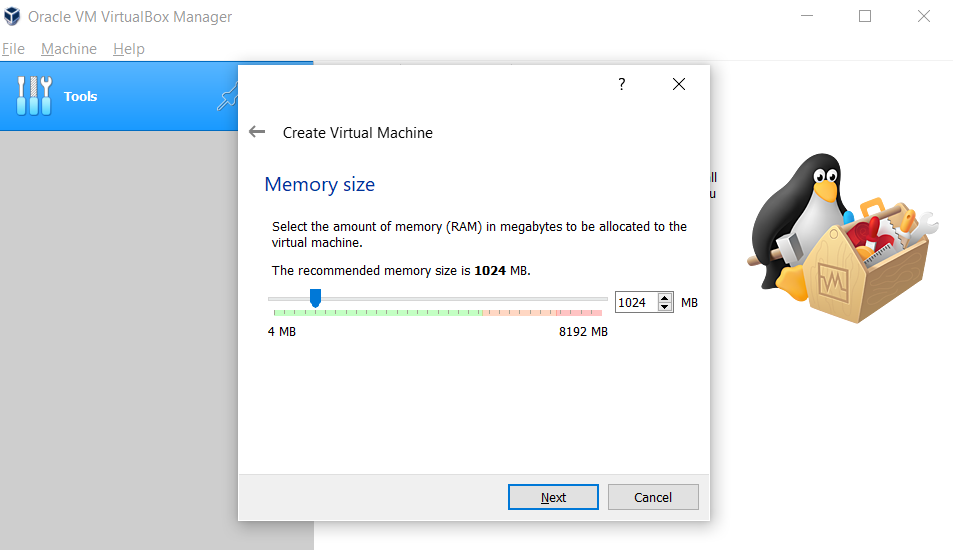 Oracle VM VirtualBox Manager
File Machine Help
Tools
?
Create Virtual Machine
Memory size
Select the amount of memory (RAM) in megabytes to be allocated to the
virtual machine.
The recommended memory size is 1024 MB.
1024 MB
4 MB 8192 MB
Next Cancel
ll
u